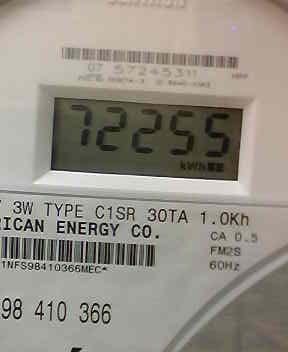 07 57245311
72255
kWh
3W TYPE C1SR 30TA 1.0Kh
RICAN ENERGY CO.
CA 0.5
FM2S
60Hz
1NFS98410366MEC*
98 410 366